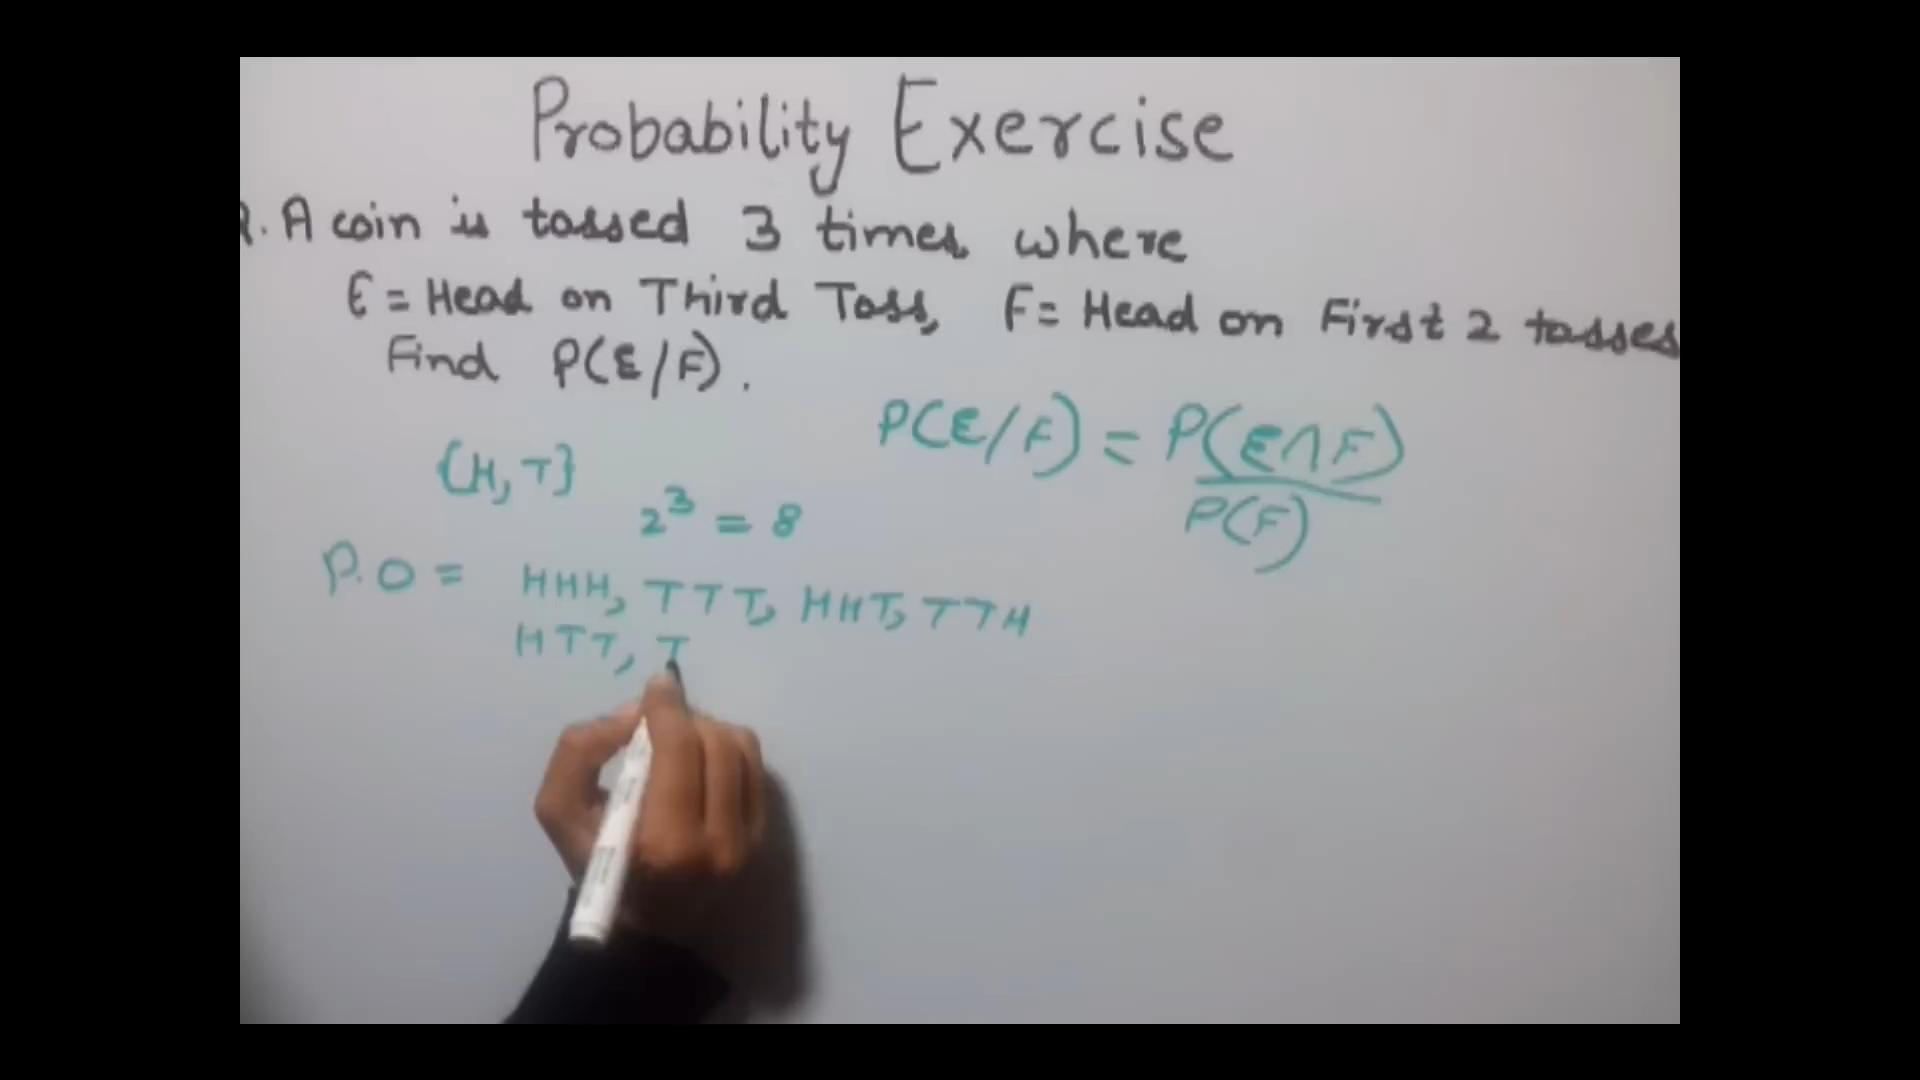 Probability Exercise
Q. A coin is tossed 3 times, where
E = Head on Third Toss, F = Head on First 2 tosses
Find P(E/F).
P(E/F) = P(E∩F)
P(F)
{H, T}
2³ = 8
P.O = HHH, TTT, HHT, TTH
HTT, T